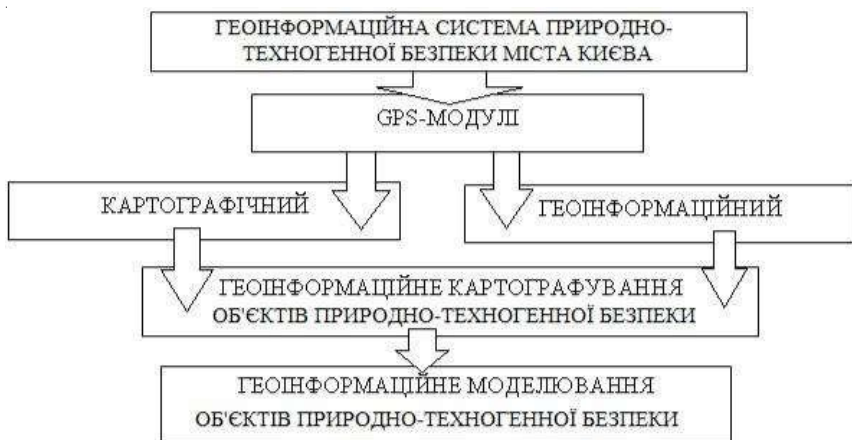 ГЕОІНФОРМАЦІЙНА СИСТЕМА ПРИРОДНО-
ТЕХНОГЕННОЇ БЕЗПЕКИ МІСТА КИЄВА
GPS-МОДУЛІ
КАРТОГРАФІЧНИЙ
ГЕОІНФОРМАЦІЙНИЙ
ГЕОІНФОРМАЦІЙНЕ КАРТОГРАФУВАННЯ
ОБ'ЄКТІВ ПРИРОДНО-ТЕХНОГЕННОЇ БЕЗПЕКИ
ГЕОІНФОРМАЦІЙНЕ МОДЕЛЮВАННЯ
ОБ'ЄКТІВ ПРИРОДНО-ТЕХНОГЕННОЇ БЕЗПЕКИ